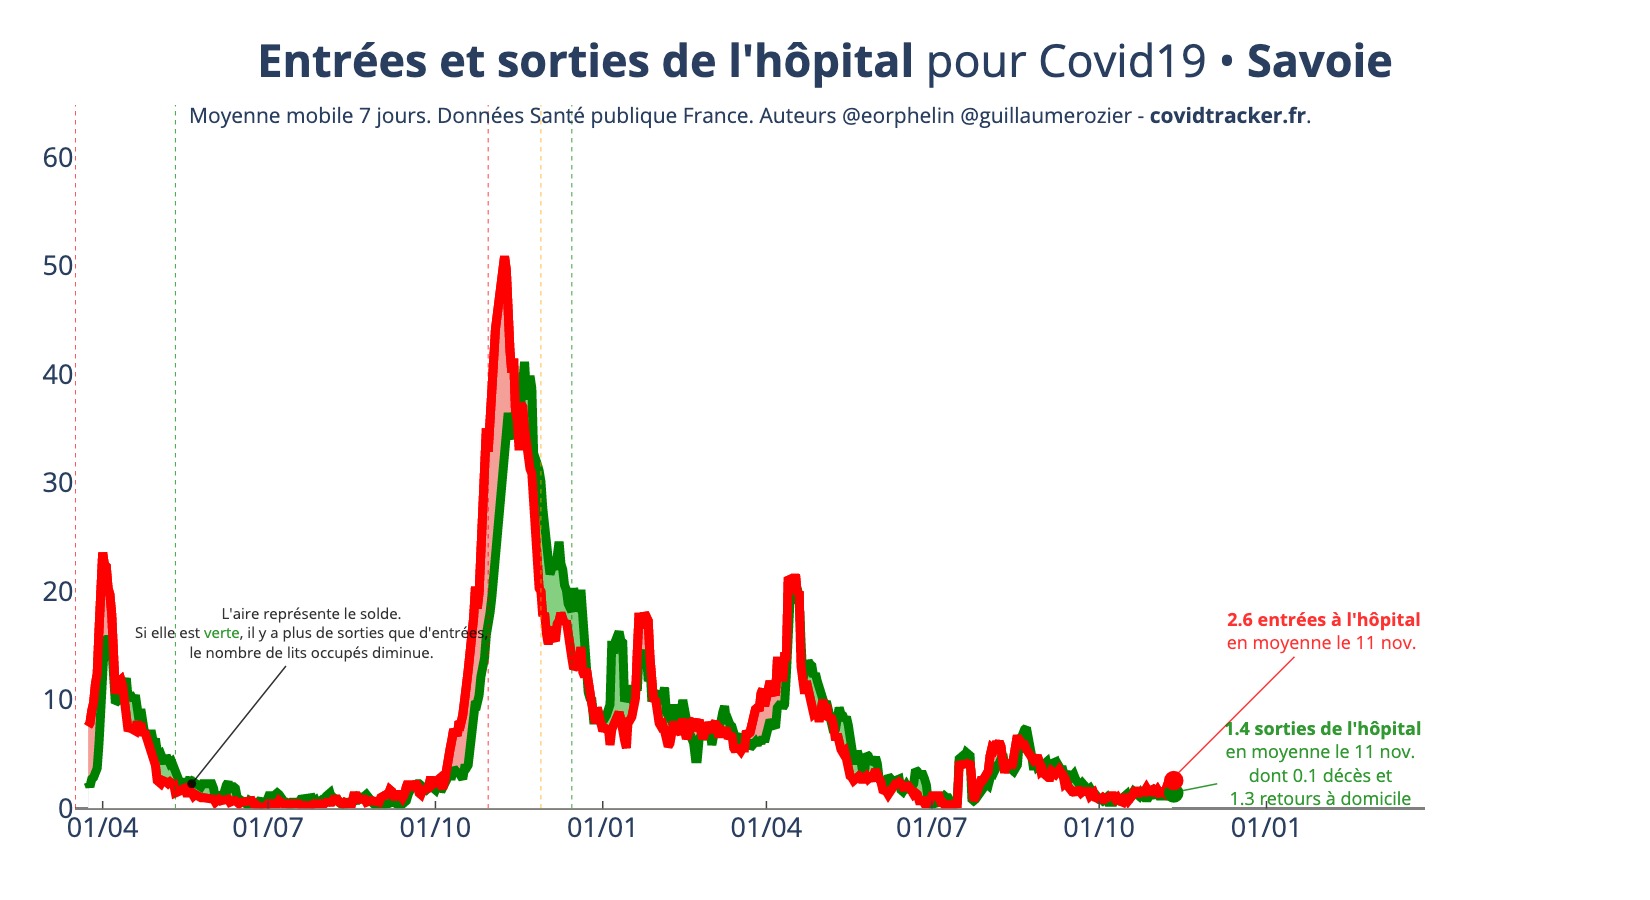 Entrées et sorties de l'hôpital pour Covid19 • Savoie
Moyenne mobile 7 jours. Données Santé publique France. Auteurs @eorphelin @guillaumerozier - covidtracker.fr.
60
50
40
30
20
10
0
L'aire représente le solde.
Si elle est verte, il y a plus de sorties que d'entrées,
le nombre de lits occupés diminue.
2.6 entrées à l'hôpital
en moyenne le 11 nov.
1.4 sorties de l'hôpital
en moyenne le 11 nov.
dont 0.1 décès et
1.3 retours à domicile
01/04 01/07 01/10 01/01 01/04 01/07 01/10 01/01